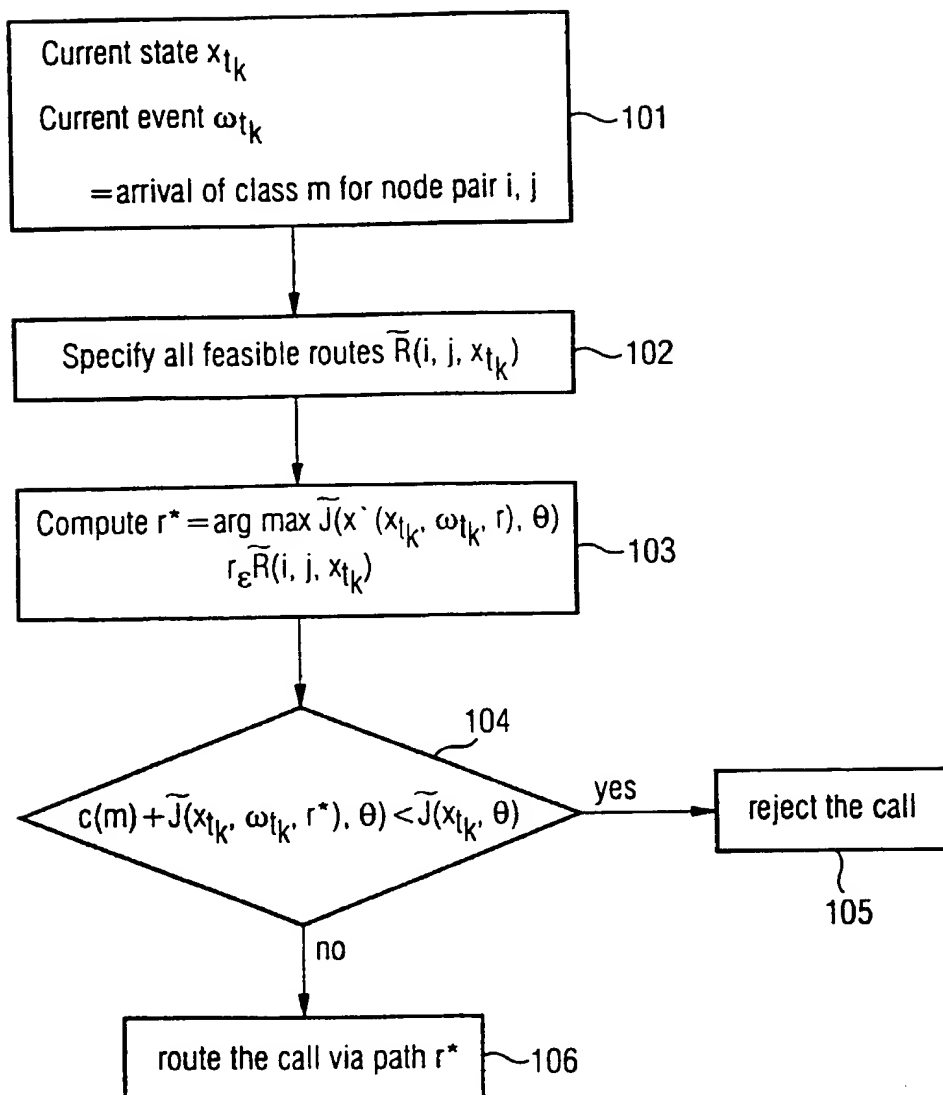 Current state x_{t_k}
Current event ω_{t_k}
=arrival of class m for node pair i, j
101
Specify all feasible routes R̃(i, j, x_{t_k})
102
Compute r* = arg max J̃(x`(x_{t_k}, ω_{t_k}, r), θ)
r_ε R̃(i, j, x_{t_k})
103
104
c(m) + J̃(x_{t_k}, ω_{t_k}, r*), θ) < J̃(x_{t_k}, θ)
yes
reject the call
105
no
route the call via path r*
106